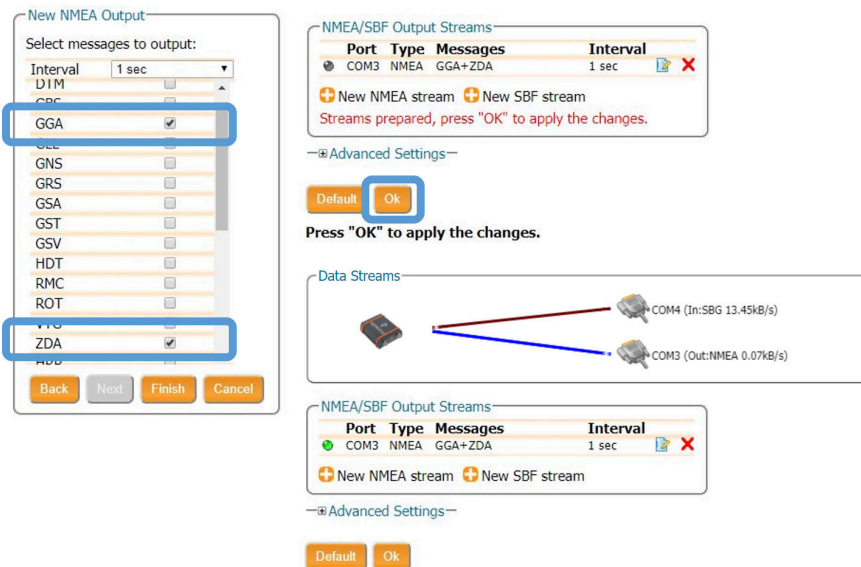 New NMEA Output
Select messages to output:
Interval 1 sec
DTM
GBS
GGA
GLL
GNS
GRS
GSA
GST
GSV
HDT
RMC
ROT
VTG
ZDA
Back Next Finish Cancel
NMEA/SBF Output Streams
Port Type Messages Interval
COM3 NMEA GGA+ZDA 1 sec
New NMEA stream New SBF stream
Streams prepared, press "OK" to apply the changes.
Advanced Settings
Default Ok
Press "OK" to apply the changes.
Data Streams
COM4 (In:SBG 13.45kB/s)
COM3 (Out:NMEA 0.07kB/s)
NMEA/SBF Output Streams
Port Type Messages Interval
COM3 NMEA GGA+ZDA 1 sec
New NMEA stream New SBF stream
Advanced Settings
Default Ok